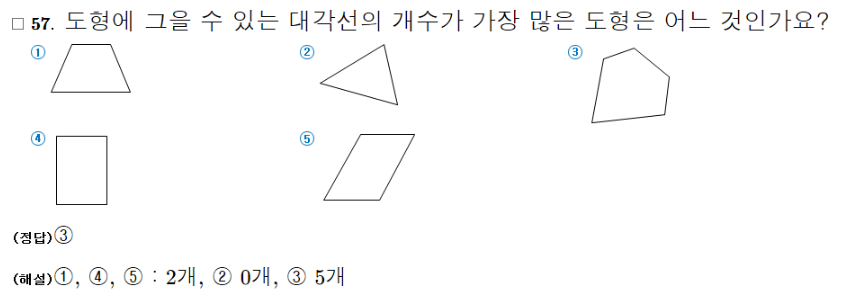 □ 57. 도형에 그을 수 있는 대각선의 개수가 가장 많은 도형은 어느 것인가요?
① ② ③
④ ⑤
(정답)③
(해설)①, ④, ⑤ : 2개, ② 0개, ③ 5개